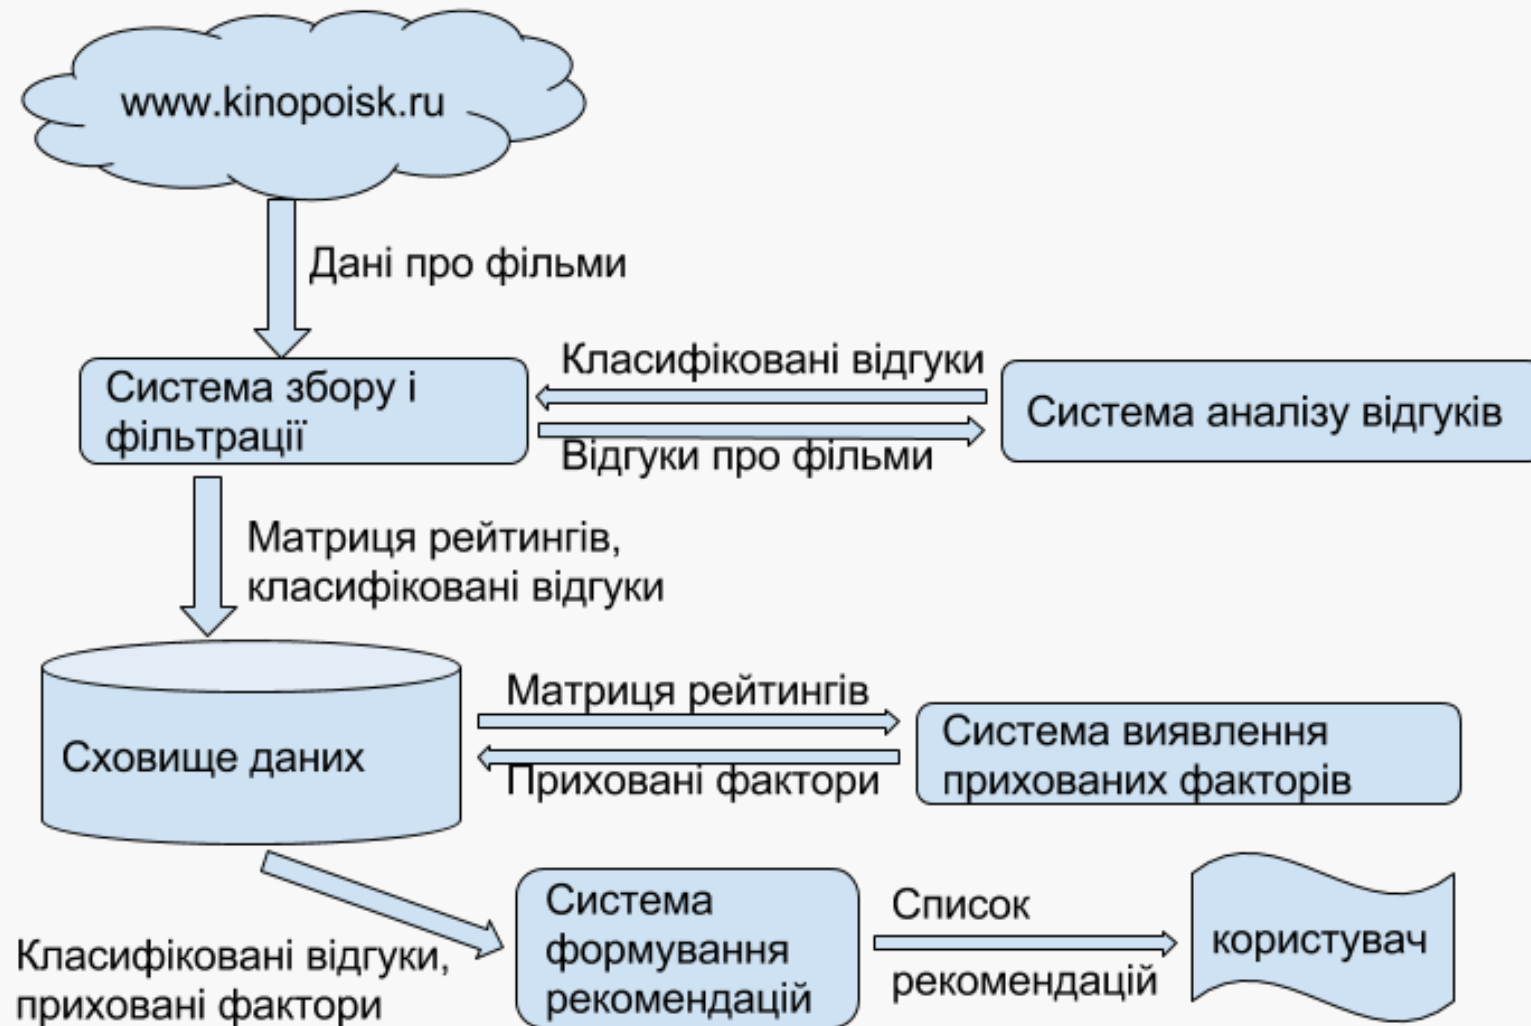 www.kinopoisk.ru
Дані про фільми
Система збору і
фільтрації
Класифіковані відгуки
Відгуки про фільми
Система аналізу відгуків
Матриця рейтингів,
класифіковані відгуки
Сховище даних
Матриця рейтингів
Приховані фактори
Система виявлення
прихованих факторів
Класифіковані відгуки,
приховані фактори
Система
формування
рекомендацій
Список
рекомендацій
користувач